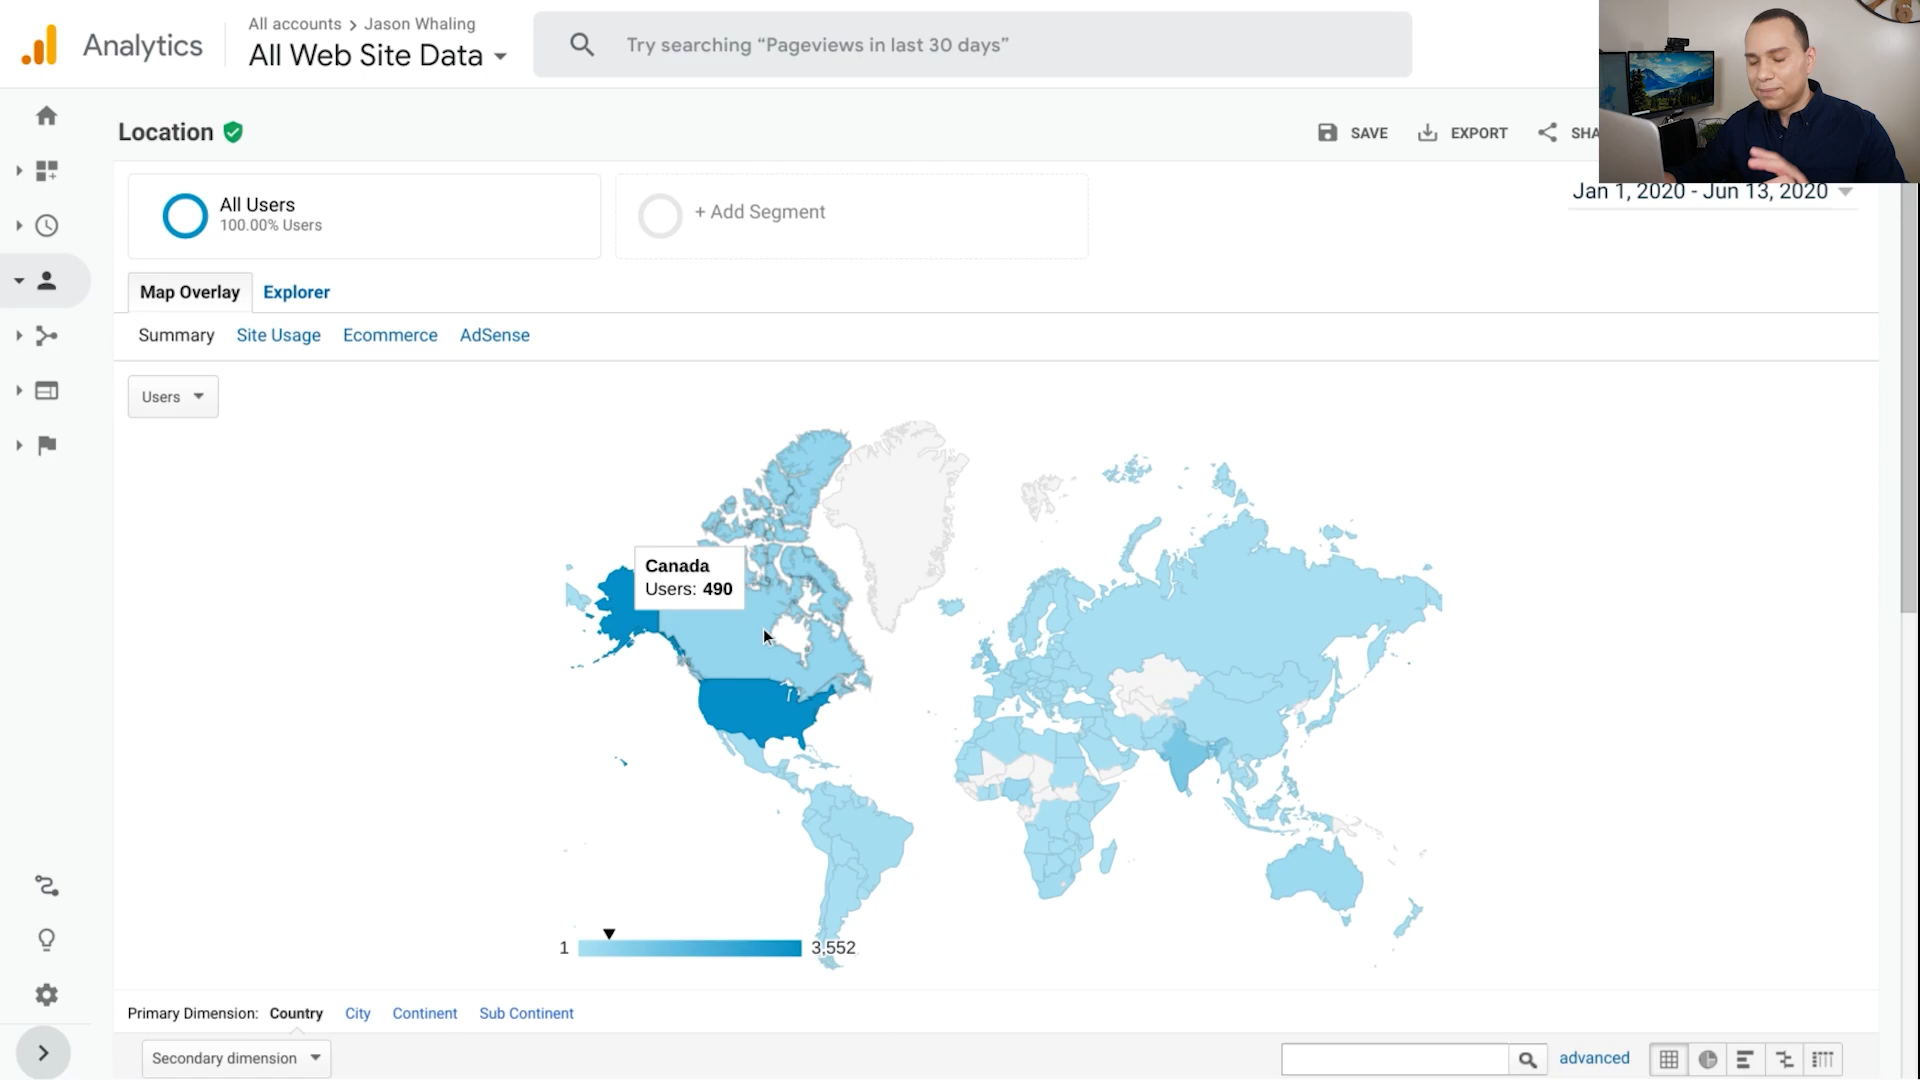 Analytics
All accounts > Jason Whaling
All Web Site Data
Try searching “Pageviews in last 30 days”
Location
SAVE
EXPORT
SHA
All Users
100.00% Users
+ Add Segment
Jan 1, 2020 - Jun 13, 2020
Map Overlay
Explorer
Summary
Site Usage
Ecommerce
AdSense
Users
Canada
Users: 490
1
3,552
Primary Dimension:
Country
City
Continent
Sub Continent
Secondary dimension
advanced